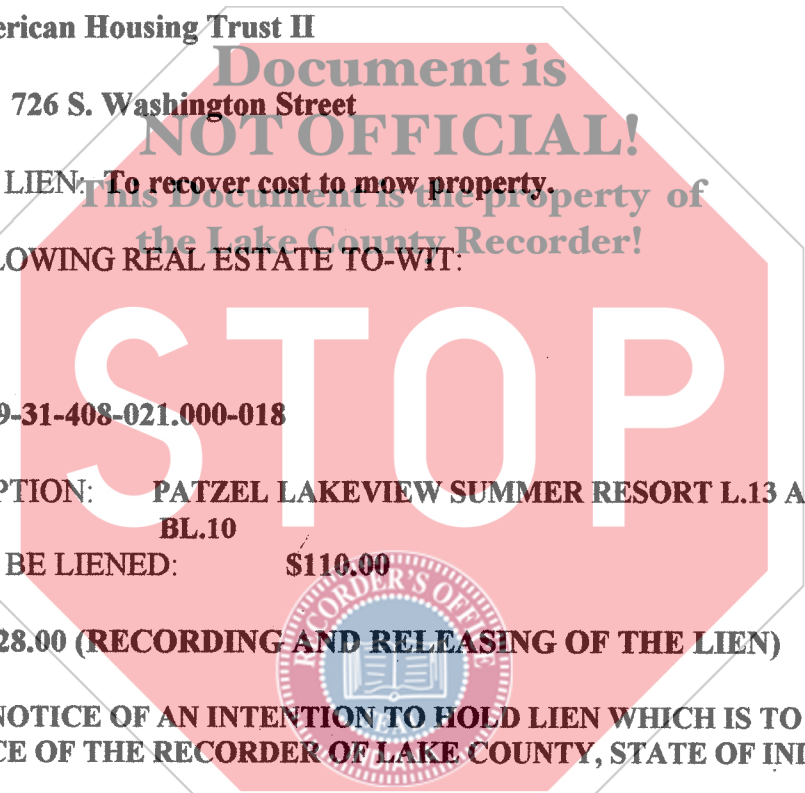 erican Housing Trust II
Document is
726 S. Washington Street
NOT OFFICIAL!
LIEN: To recover cost to mow property.
This Document is the property of
the Lake County Recorder!
LOWING REAL ESTATE TO-WIT:
STOP
9-31-408-021.000-018
PTION: PATZEL LAKEVIEW SUMMER RESORT L.13 A
BL.10
BE LIENED: $110.00
RECORDER'S OFFICE
28.00 (RECORDING AND RELEASING OF THE LIEN)
NOTICE OF AN INTENTION TO HOLD LIEN WHICH IS TO
CE OF THE RECORDER OF LAKE COUNTY, STATE OF INI